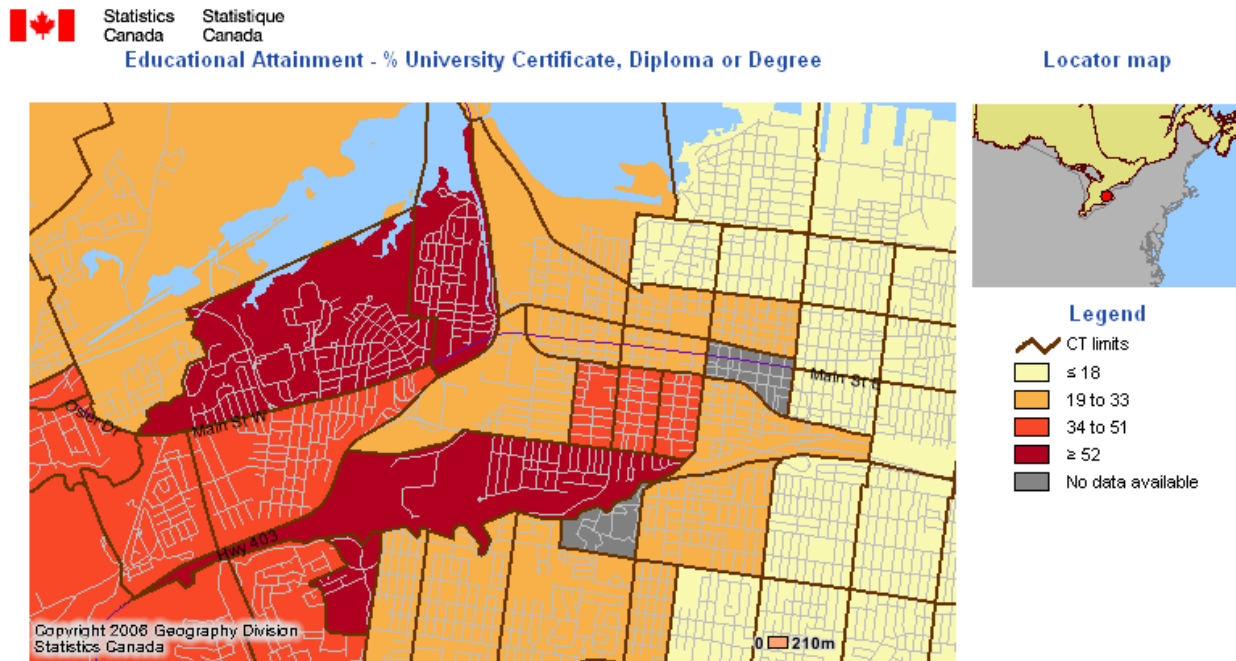 Statistics Statistique
Canada Canada
Educational Attainment - % University Certificate, Diploma or Degree
Locator map
Legend
CT limits
≤ 18
19 to 33
34 to 51
≥ 52
No data available
Main St E
Osler Dr
Main St W
Hwy 403
Copyright 2006 Geography Division
Statistics Canada
0 210m